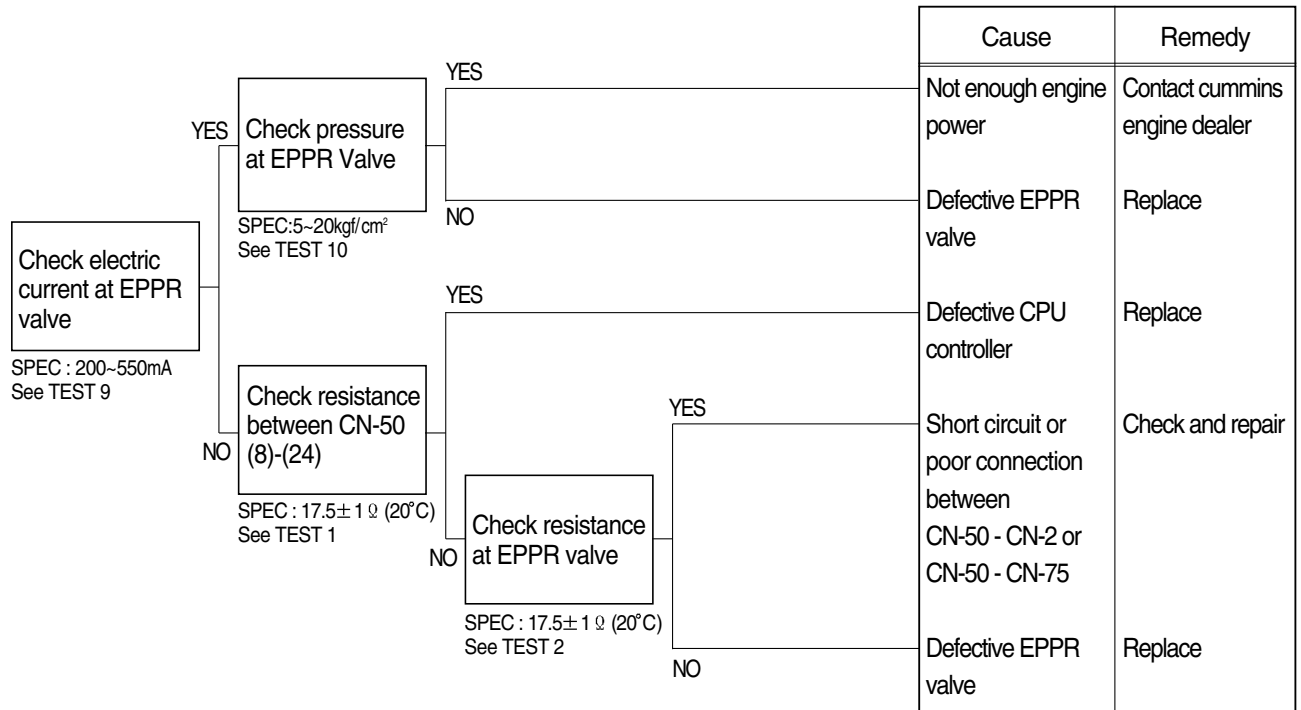 Cause
Remedy
YES
Not enough engine
power
Contact cummins
engine dealer
YES
Check pressure
at EPPR Valve
SPEC:5~20kgf/cm²
See TEST 10
NO
Defective EPPR
valve
Replace
Check electric
current at EPPR
valve
SPEC : 200~550mA
See TEST 9
YES
Defective CPU
controller
Replace
NO
Check resistance
between CN-50
(8)-(24)
SPEC : 17.5±1 Ω (20°C)
See TEST 1
YES
Short circuit or
poor connection
between
CN-50 - CN-2 or
CN-50 - CN-75
Check and repair
NO
Check resistance
at EPPR valve
SPEC : 17.5±1 Ω (20°C)
See TEST 2
NO
Defective EPPR
valve
Replace